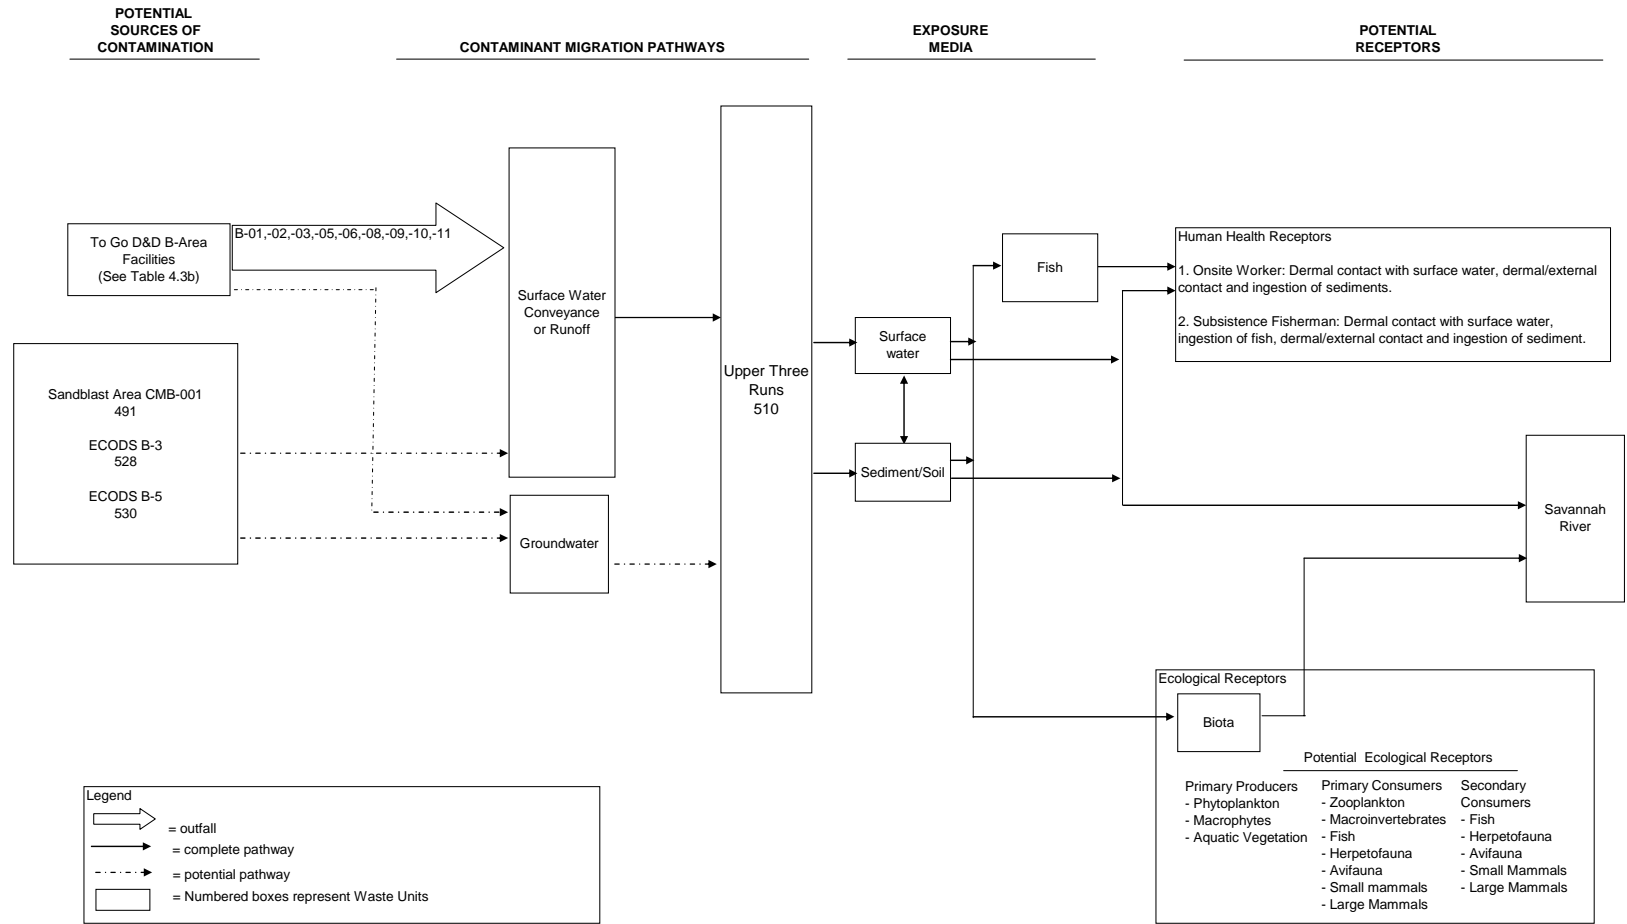 POTENTIAL
SOURCES OF
CONTAMINATION
CONTAMINANT MIGRATION PATHWAYS
EXPOSURE
MEDIA
POTENTIAL
RECEPTORS
To Go D&D B-Area
Facilities
(See Table 4.3b)
B-01,-02,-03,-05,-06,-08,-09,-10,-11
Sandblast Area CMB-001
491
ECODS B-3
528
ECODS B-5
530
Surface Water
Conveyance
or Runoff
Groundwater
Upper Three
Runs
510
Surface
water
Sediment/Soil
Fish
Human Health Receptors
1. Onsite Worker: Dermal contact with surface water, dermal/external
contact and ingestion of sediments.
2. Subsistence Fisherman: Dermal contact with surface water,
ingestion of fish, dermal/external contact and ingestion of sediment.
Savannah
River
Ecological Receptors
Biota
Potential Ecological Receptors
Primary Producers
- Phytoplankton
- Macrophytes
- Aquatic Vegetation
Primary Consumers
- Zooplankton
- Macroinvertebrates
- Fish
- Herpetofauna
- Avifauna
- Small mammals
- Large Mammals
Secondary
Consumers
- Fish
- Herpetofauna
- Avifauna
- Small Mammals
- Large Mammals
Legend
= outfall
= complete pathway
= potential pathway
= Numbered boxes represent Waste Units